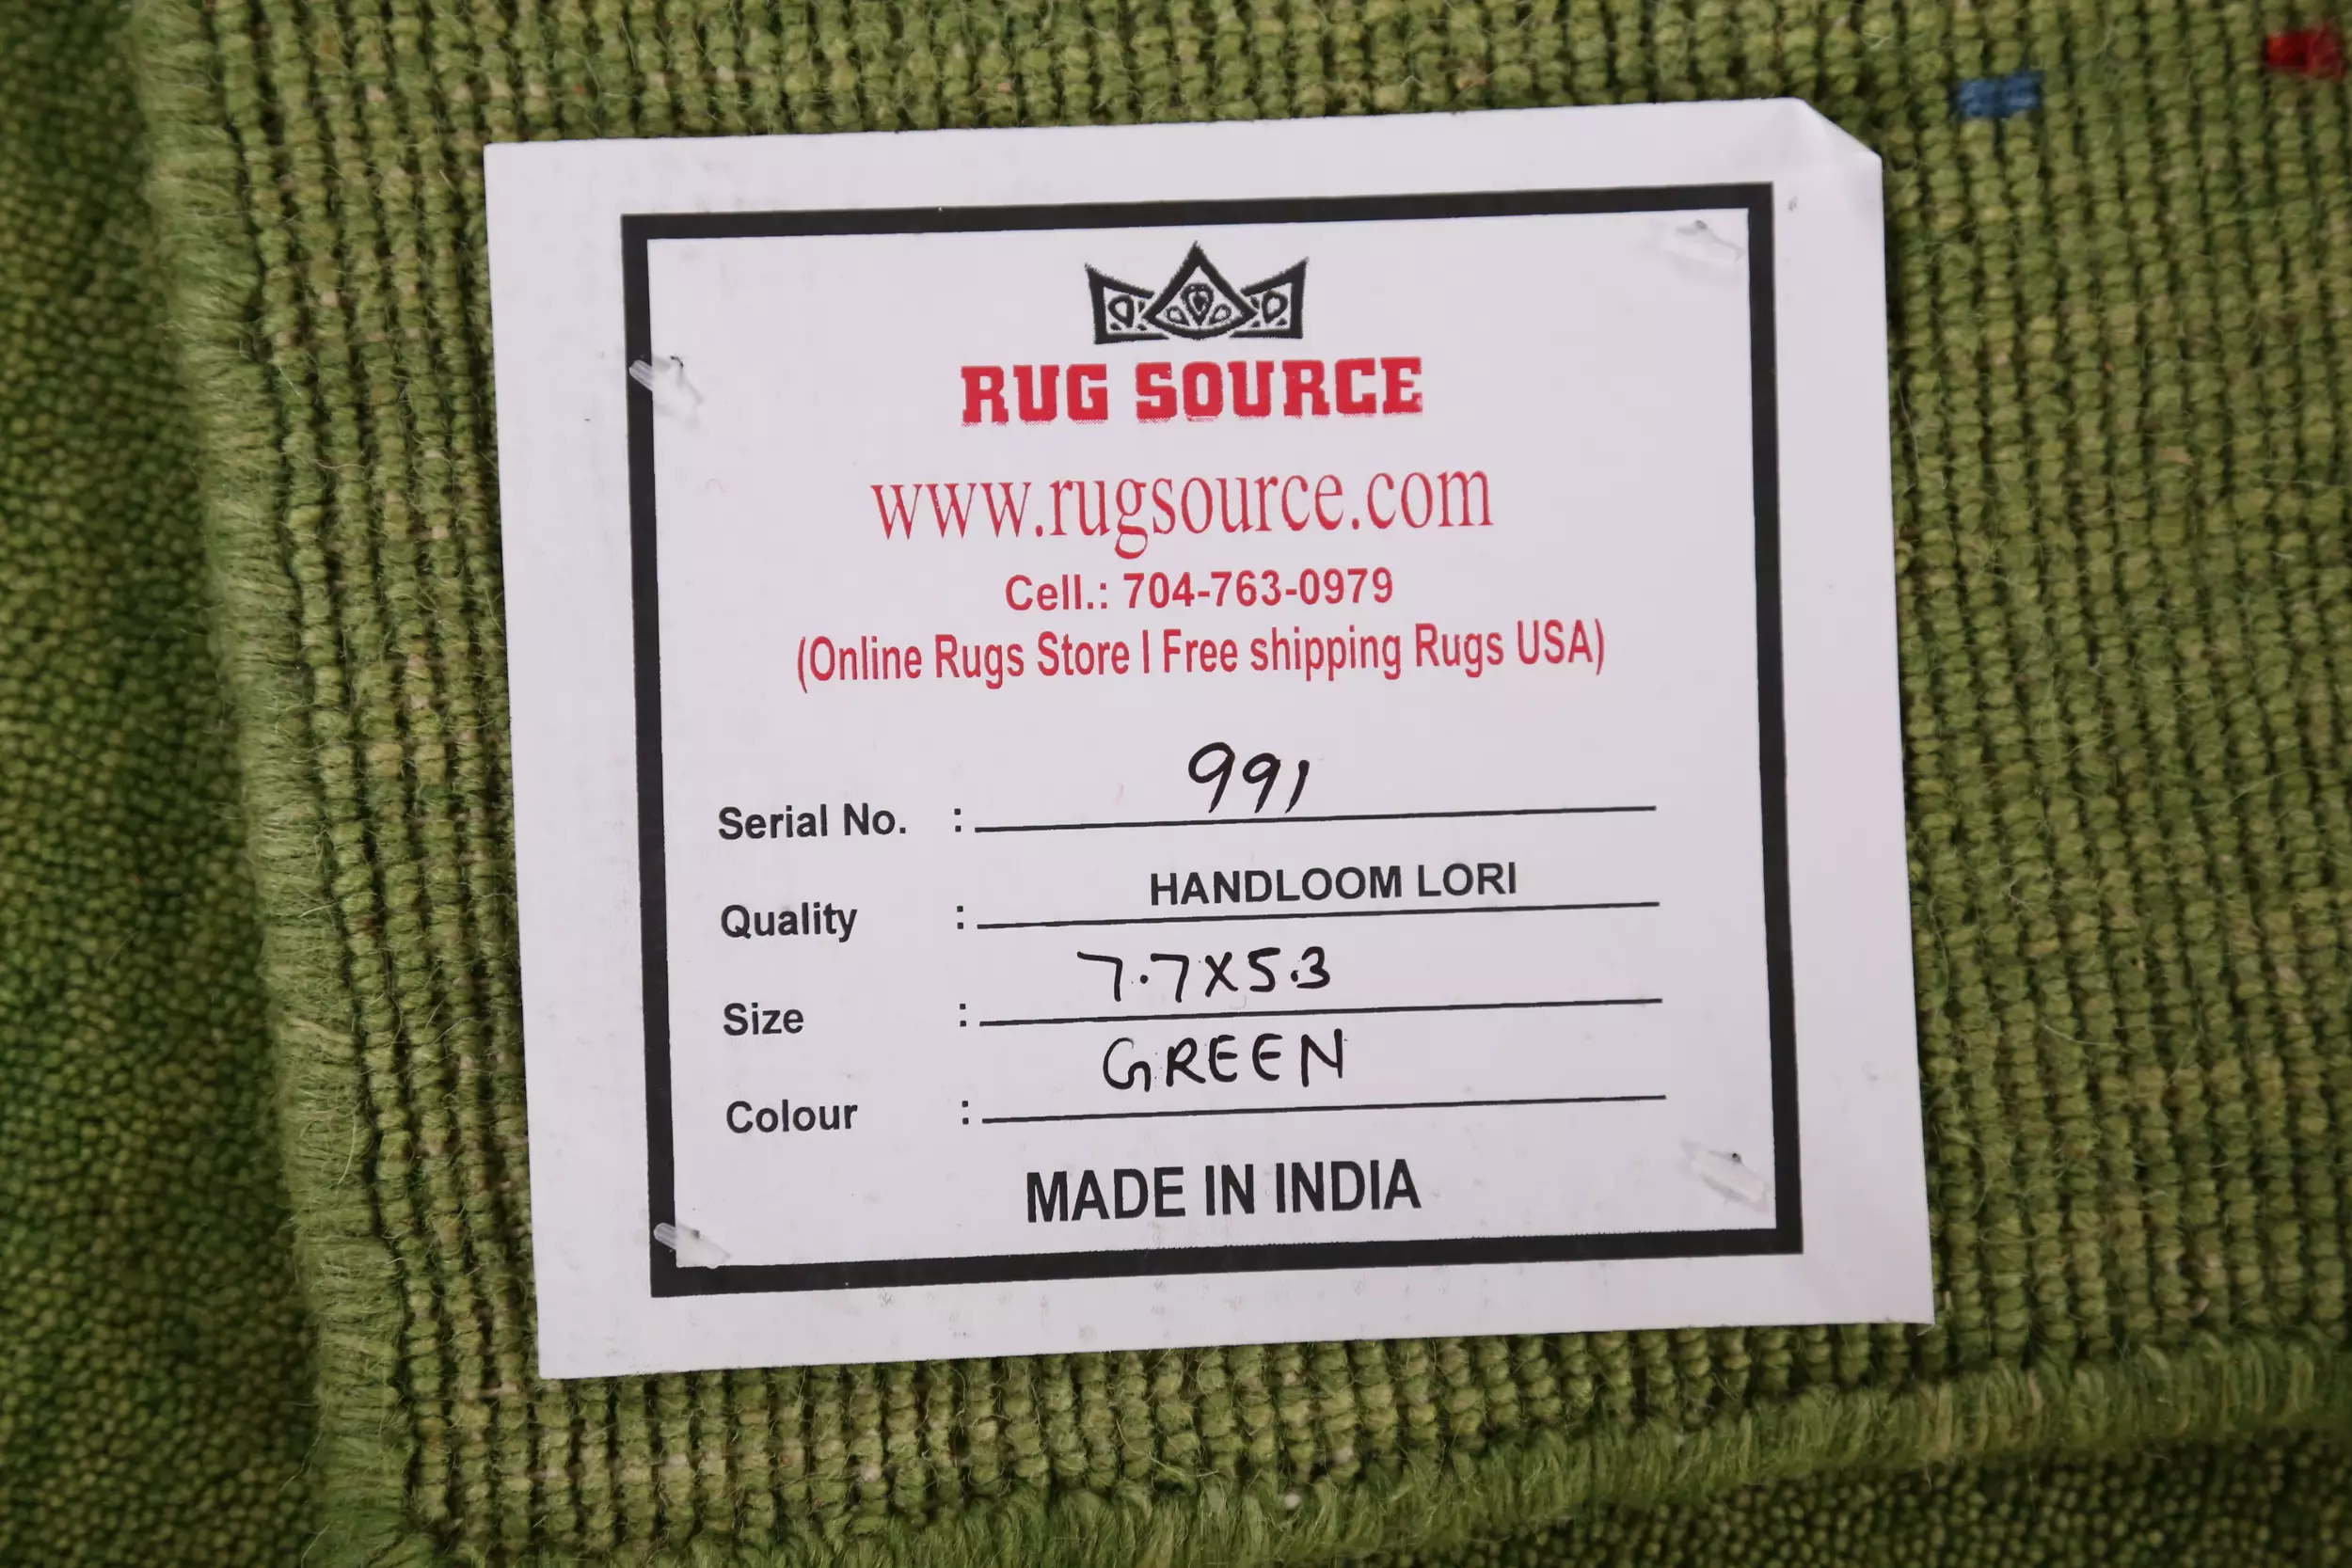 RUG SOURCE
www.rugsource.com
Cell.: 704-763-0979
(Online Rugs Store I Free shipping Rugs USA)
Serial No. : 991
Quality : HANDLOOM LORI
Size : 7.7X5.3
Colour : GREEN
MADE IN INDIA